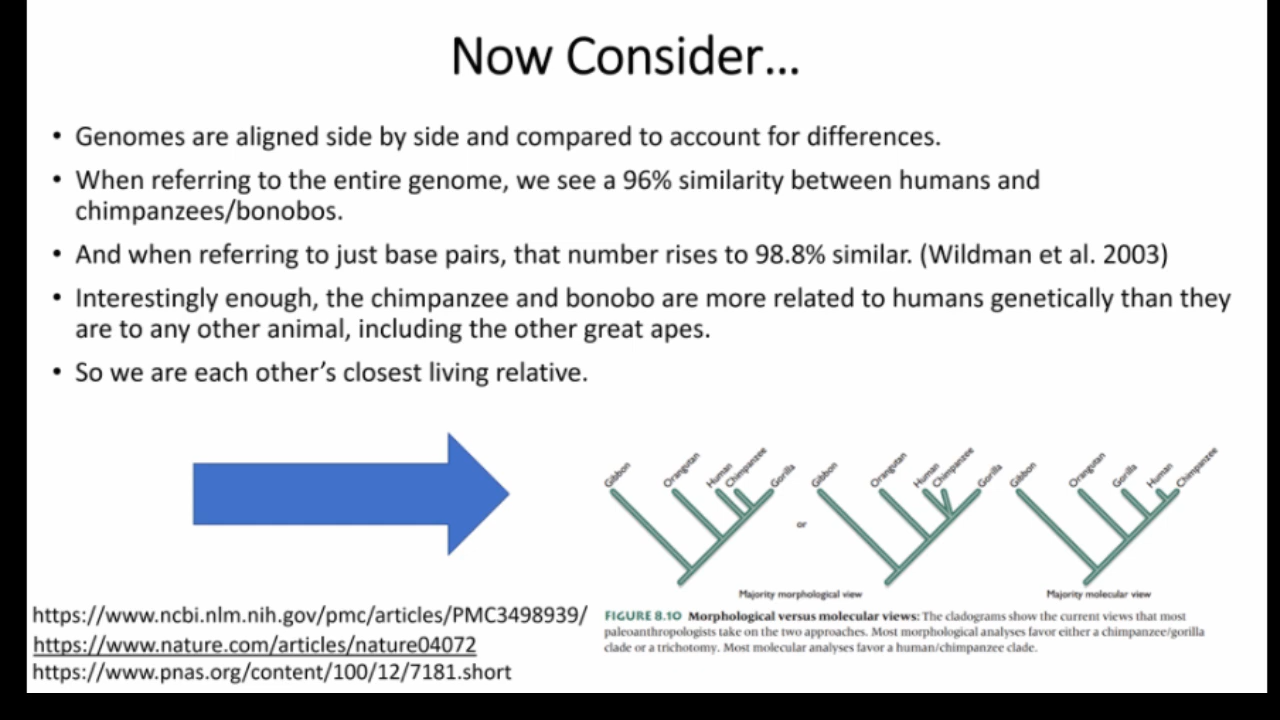 Now Consider...
• Genomes are aligned side by side and compared to account for differences.
• When referring to the entire genome, we see a 96% similarity between humans and
chimpanzees/bonobos.
• And when referring to just base pairs, that number rises to 98.8% similar. (Wildman et al. 2003)
• Interestingly enough, the chimpanzee and bonobo are more related to humans genetically than they
are to any other animal, including the other great apes.
• So we are each other’s closest living relative.
Gibbon Orangutan Human Chimpanzee Gorilla
or
Gibbon Orangutan Human Chimpanzee Gorilla
Gibbon Orangutan Gorilla Human Chimpanzee
Majority morphological view
Majority molecular view
FIGURE 8.10 Morphological versus molecular views: The cladograms show the current views that most
paleoanthropologists take on the two approaches. Most morphological analyses favor either a chimpanzee/gorilla
clade or a trichotomy. Most molecular analyses favor a human/chimpanzee clade.
https://www.ncbi.nlm.nih.gov/pmc/articles/PMC3498939/
https://www.nature.com/articles/nature04072
https://www.pnas.org/content/100/12/7181.short